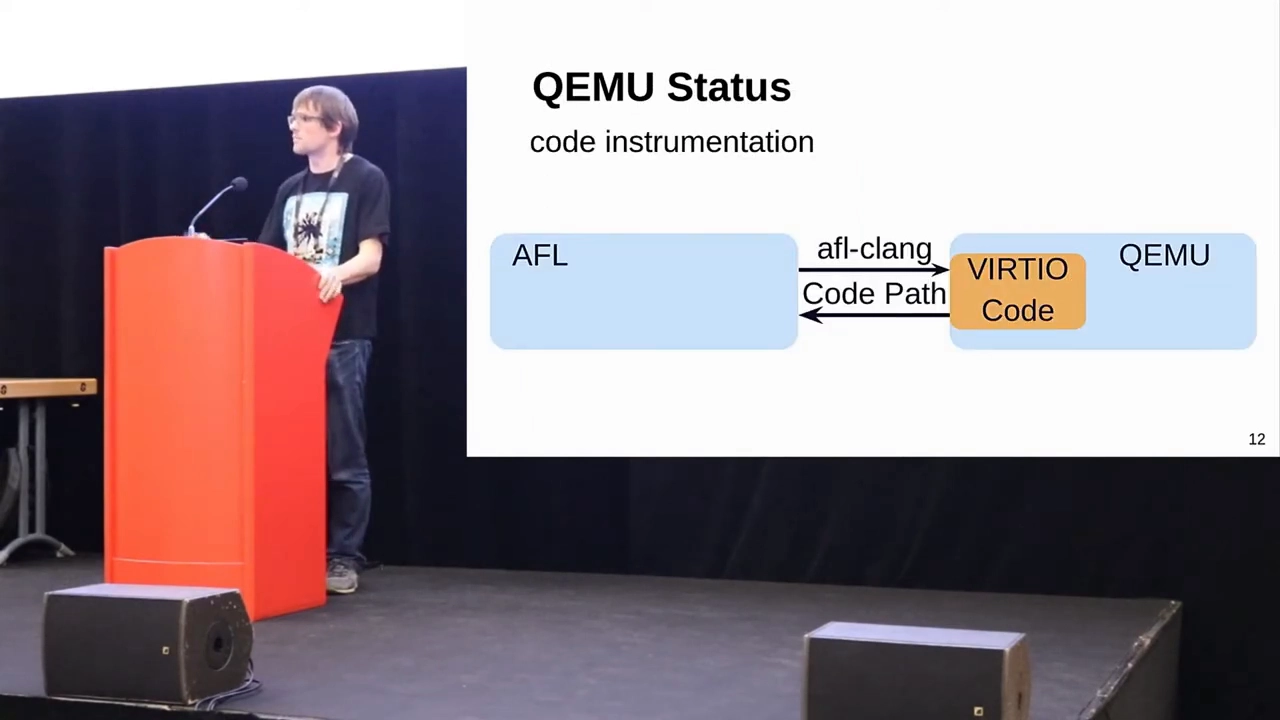 QEMU Status
code instrumentation
AFL
afl-clang
Code Path
VIRTIO
Code
QEMU
12